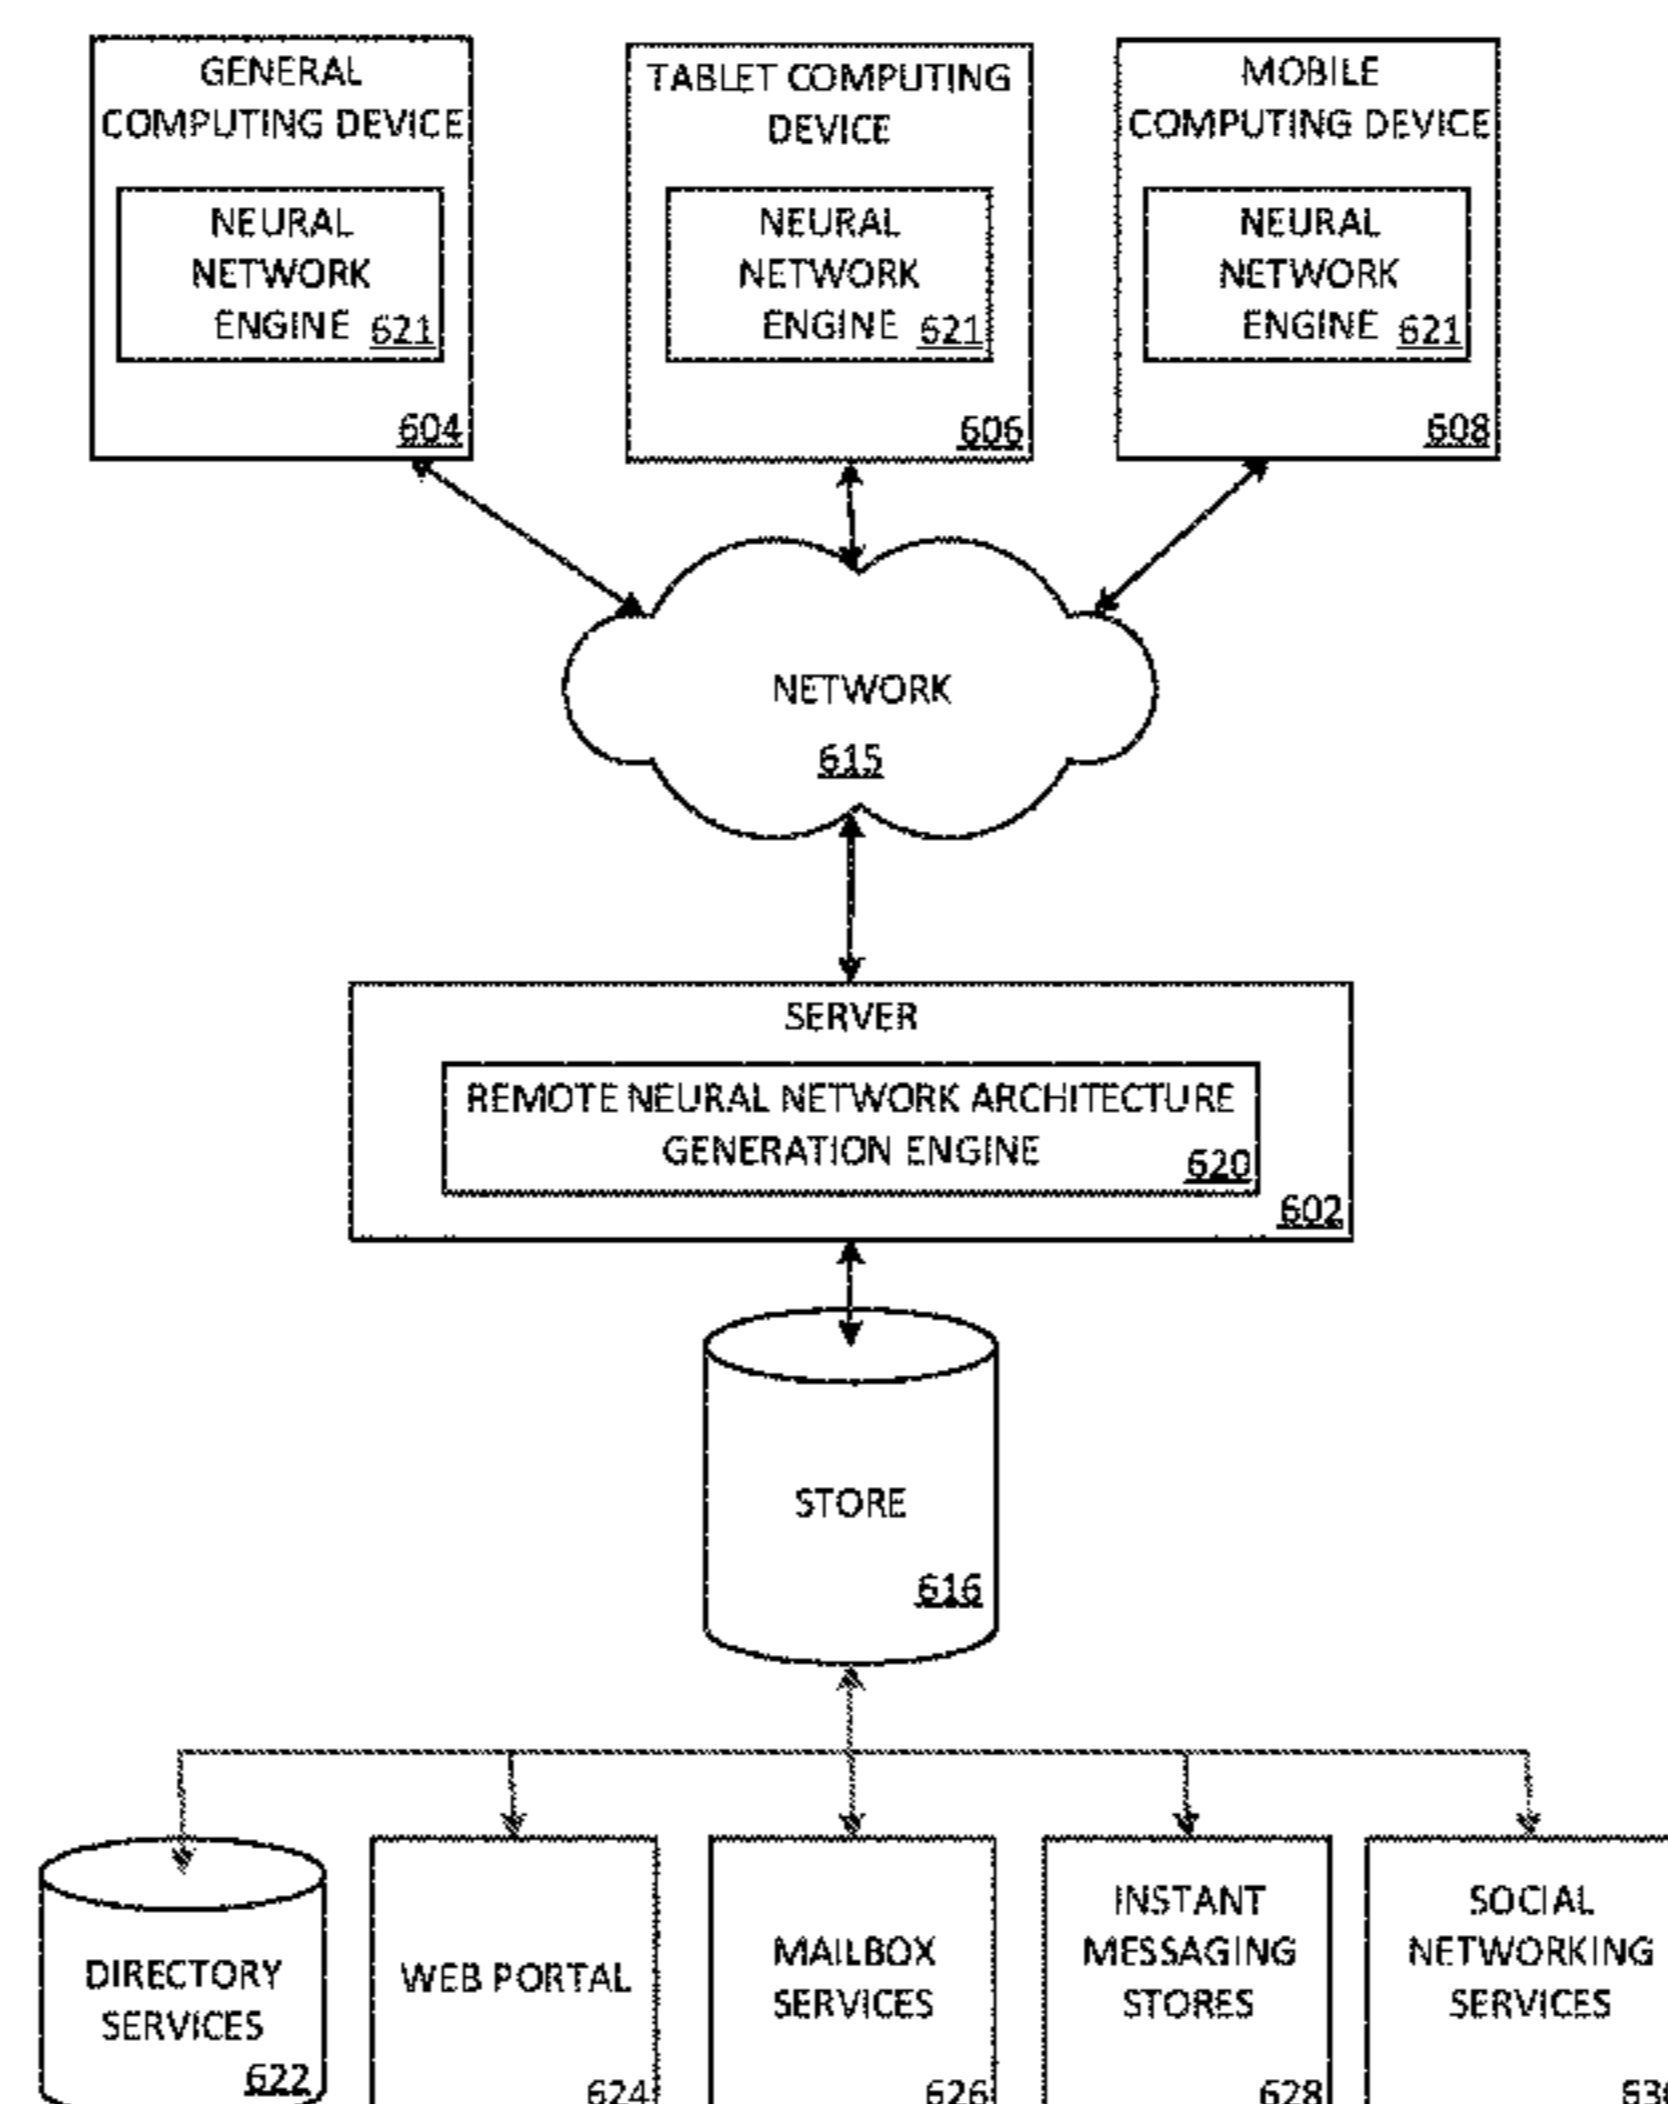 GENERAL
COMPUTING DEVICE
NEURAL
NETWORK
ENGINE 621
604
TABLET COMPUTING
DEVICE
NEURAL
NETWORK
ENGINE 621
606
MOBILE
COMPUTING DEVICE
NEURAL
NETWORK
ENGINE 621
608
NETWORK
615
SERVER
REMOTE NEURAL NETWORK ARCHITECTURE
GENERATION ENGINE
620
602
STORE
616
DIRECTORY
SERVICES
622
WEB PORTAL
624
MAILBOX
SERVICES
626
INSTANT
MESSAGING
STORES
628
SOCIAL
NETWORKING
SERVICES